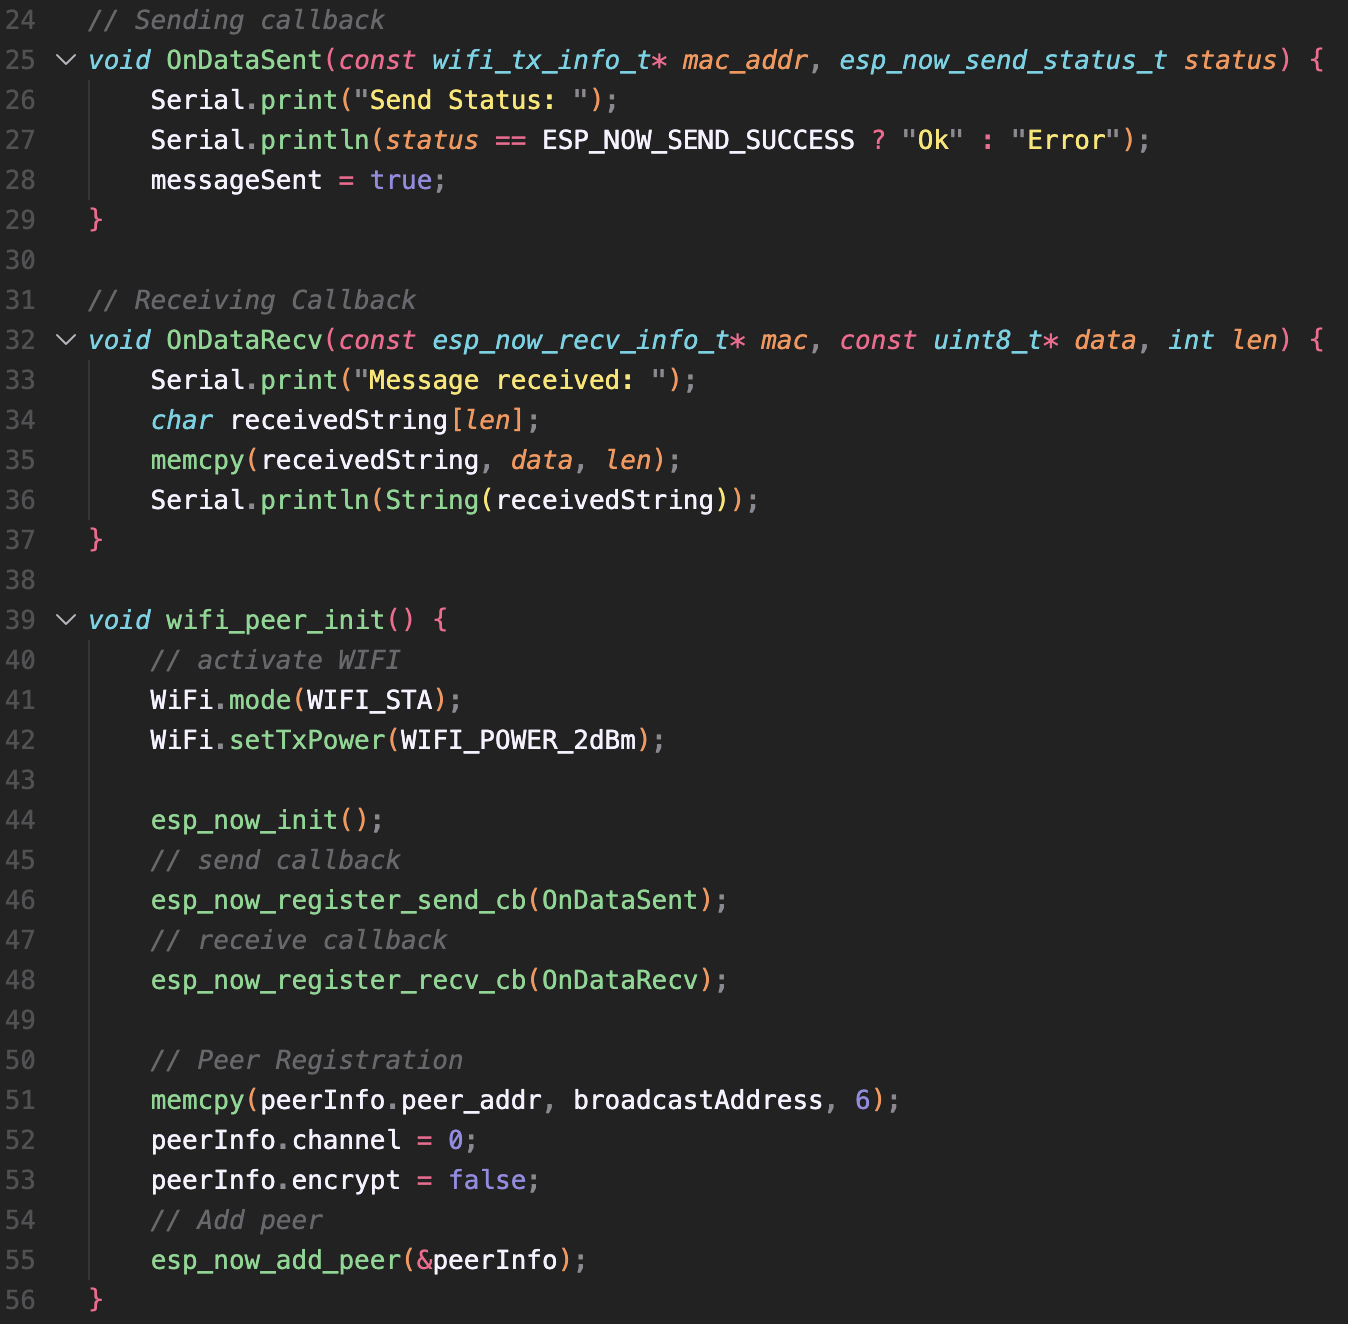 24 // Sending callback
25 void OnDataSent(const wifi_tx_info_t* mac_addr, esp_now_send_status_t status) {
26 Serial.print("Send Status: ");
27 Serial.println(status == ESP_NOW_SEND_SUCCESS ? "Ok" : "Error");
28 messageSent = true;
29 }
30
31 // Receiving Callback
32 void OnDataRecv(const esp_now_recv_info_t* mac, const uint8_t* data, int len) {
33 Serial.print("Message received: ");
34 char receivedString[len];
35 memcpy(receivedString, data, len);
36 Serial.println(String(receivedString));
37 }
38
39 void wifi_peer_init() {
40 // activate WIFI
41 WiFi.mode(WIFI_STA);
42 WiFi.setTxPower(WIFI_POWER_2dBm);
43
44 esp_now_init();
45 // send callback
46 esp_now_register_send_cb(OnDataSent);
47 // receive callback
48 esp_now_register_recv_cb(OnDataRecv);
49
50 // Peer Registration
51 memcpy(peerInfo.peer_addr, broadcastAddress, 6);
52 peerInfo.channel = 0;
53 peerInfo.encrypt = false;
54 // Add peer
55 esp_now_add_peer(&peerInfo);
56 }